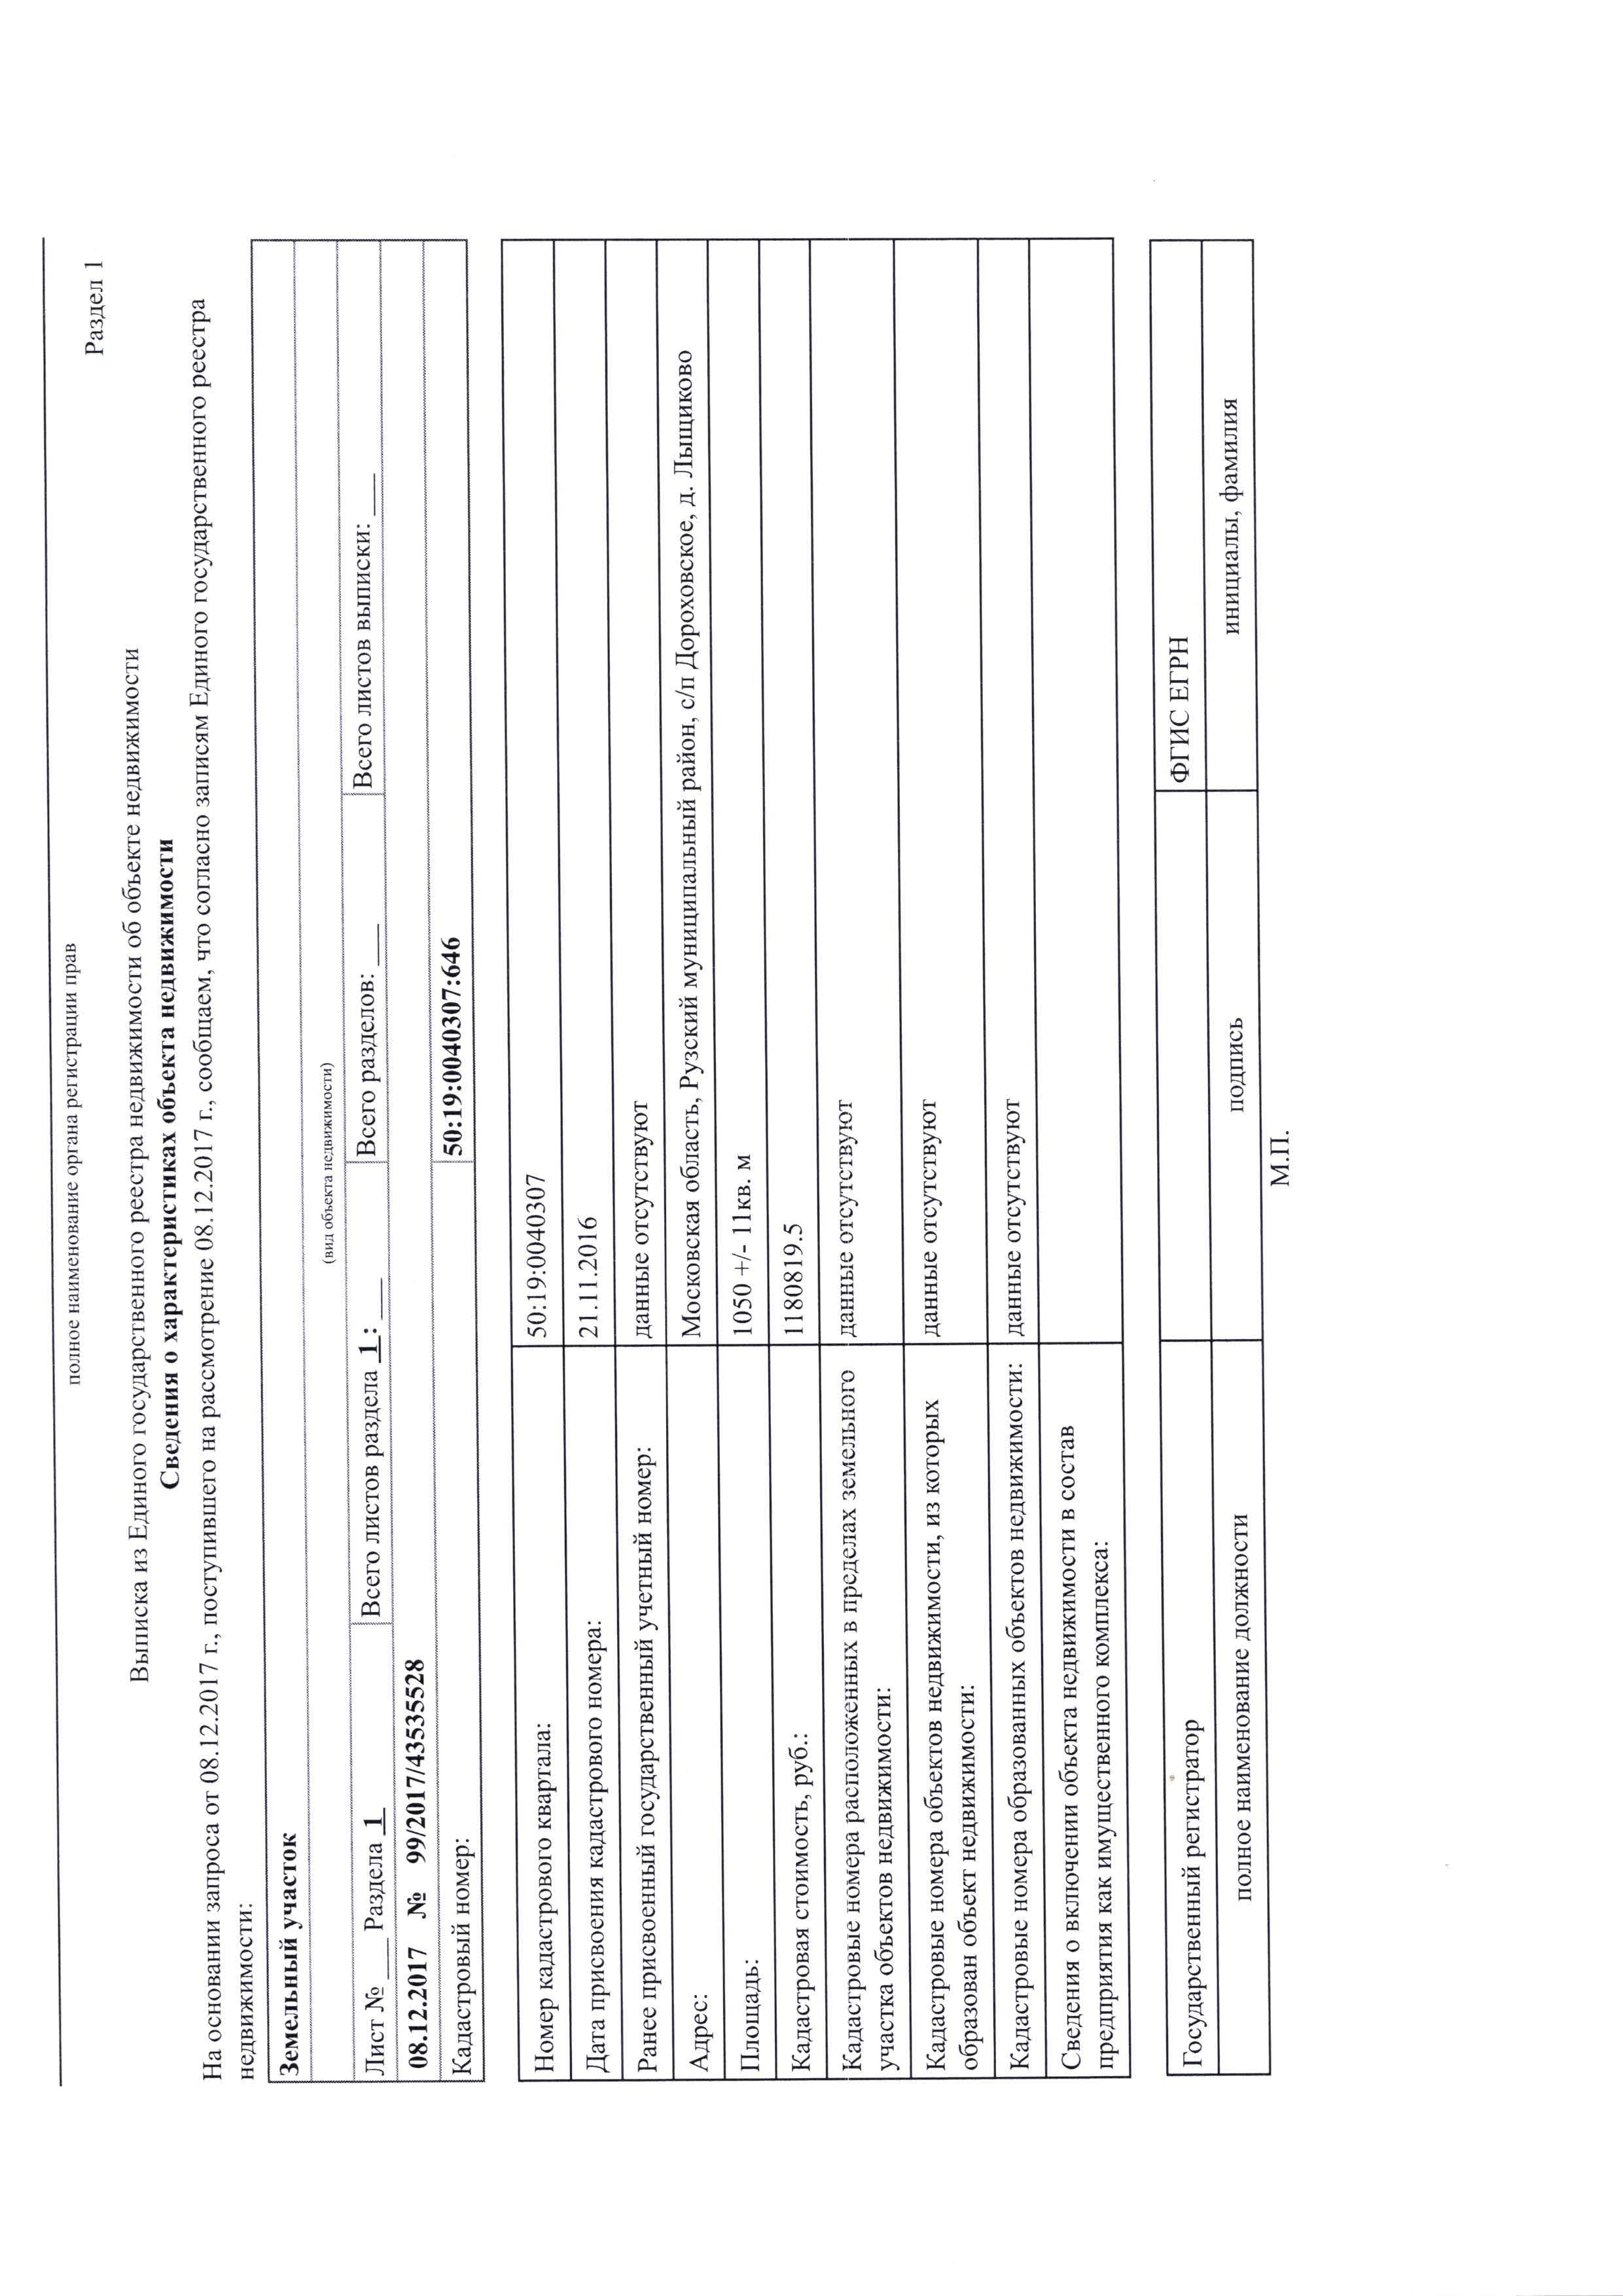 полное наименование органа регистрации прав
Раздел 1
Выписка из Единого государственного реестра недвижимости об объекте недвижимости
Сведения о характеристиках объекта недвижимости
На основании запроса от 08.12.2017 г., поступившего на рассмотрение 08.12.2017 г., сообщаем, что согласно записям Единого государственного реестра
недвижимости:
Земельный участок
(вид объекта недвижимости)
Лист № ___ Раздела 1 Всего листов раздела 1 : ___ Всего разделов: ___ Всего листов выписки: ___
08.12.2017 № 99/2017/43535528
Кадастровый номер: 50:19:0040307:646
Номер кадастрового квартала: 50:19:0040307
Дата присвоения кадастрового номера: 21.11.2016
Ранее присвоенный государственный учетный номер: данные отсутствуют
Адрес: Московская область, Рузский муниципальный район, с/п Дороховское, д. Лыщиково
Площадь: 1050 +/- 11кв. м
Кадастровая стоимость, руб.: 1180819.5
Кадастровые номера расположенных в пределах земельного данные отсутствуют
участка объектов недвижимости:
Кадастровые номера объектов недвижимости, из которых данные отсутствуют
образован объект недвижимости:
Кадастровые номера образованных объектов недвижимости: данные отсутствуют
Сведения о включении объекта недвижимости в состав
предприятия как имущественного комплекса:
Государственный регистратор ФГИС ЕГРН
полное наименование должности подпись инициалы, фамилия
М.П.